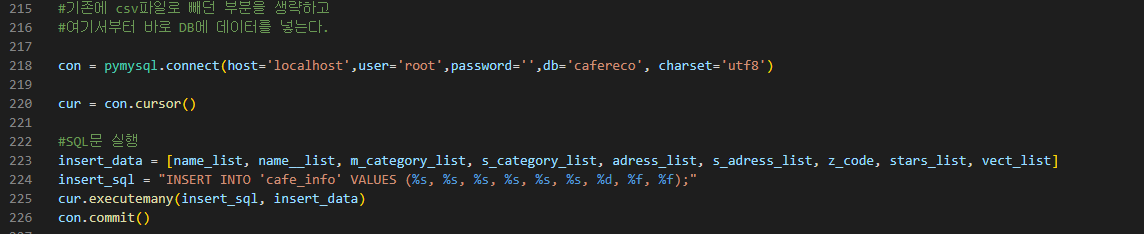 215 #기존에 csv파일로 빼던 부분을 생략하고
216 #여기서부터 바로 DB에 데이터를 넣는다.
217
218 con = pymysql.connect(host='localhost',user='root',password='',db='cafereco', charset='utf8')
219
220 cur = con.cursor()
221
222 #SQL문 실행
223 insert_data = [name_list, name__list, m_category_list, s_category_list, adress_list, s_adress_list, z_code, stars_list, vect_list]
224 insert_sql = "INSERT INTO 'cafe_info' VALUES (%s, %s, %s, %s, %s, %s, %d, %f, %f);"
225 cur.executemany(insert_sql, insert_data)
226 con.commit()